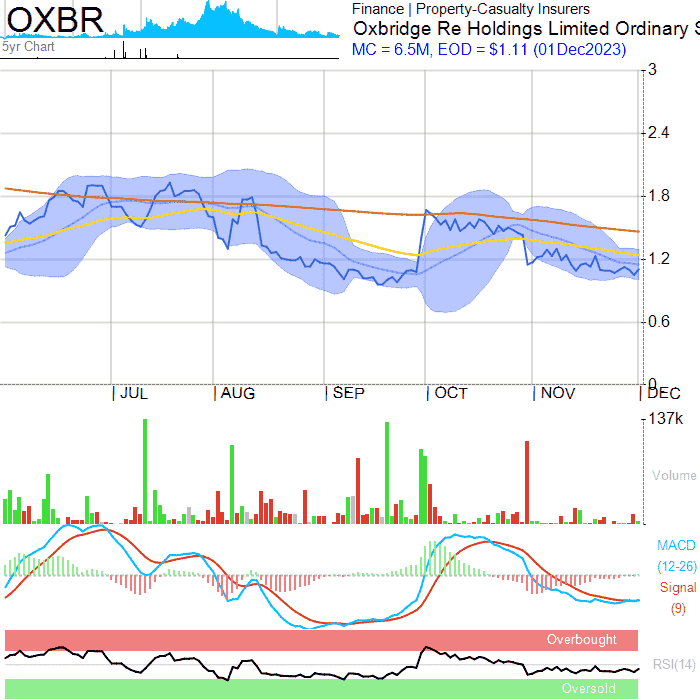 OXBR
5yr Chart
Finance | Property-Casualty Insurers
Oxbridge Re Holdings Limited Ordinary S
MC = 6.5M, EOD = $1.11 (01Dec2023)
3
2.4
1.8
1.2
0.6
0
JUL AUG SEP OCT NOV DEC
137k
Volume
MACD
(12-26)
Signal
(9)
Overbought
RSI(14)
Oversold